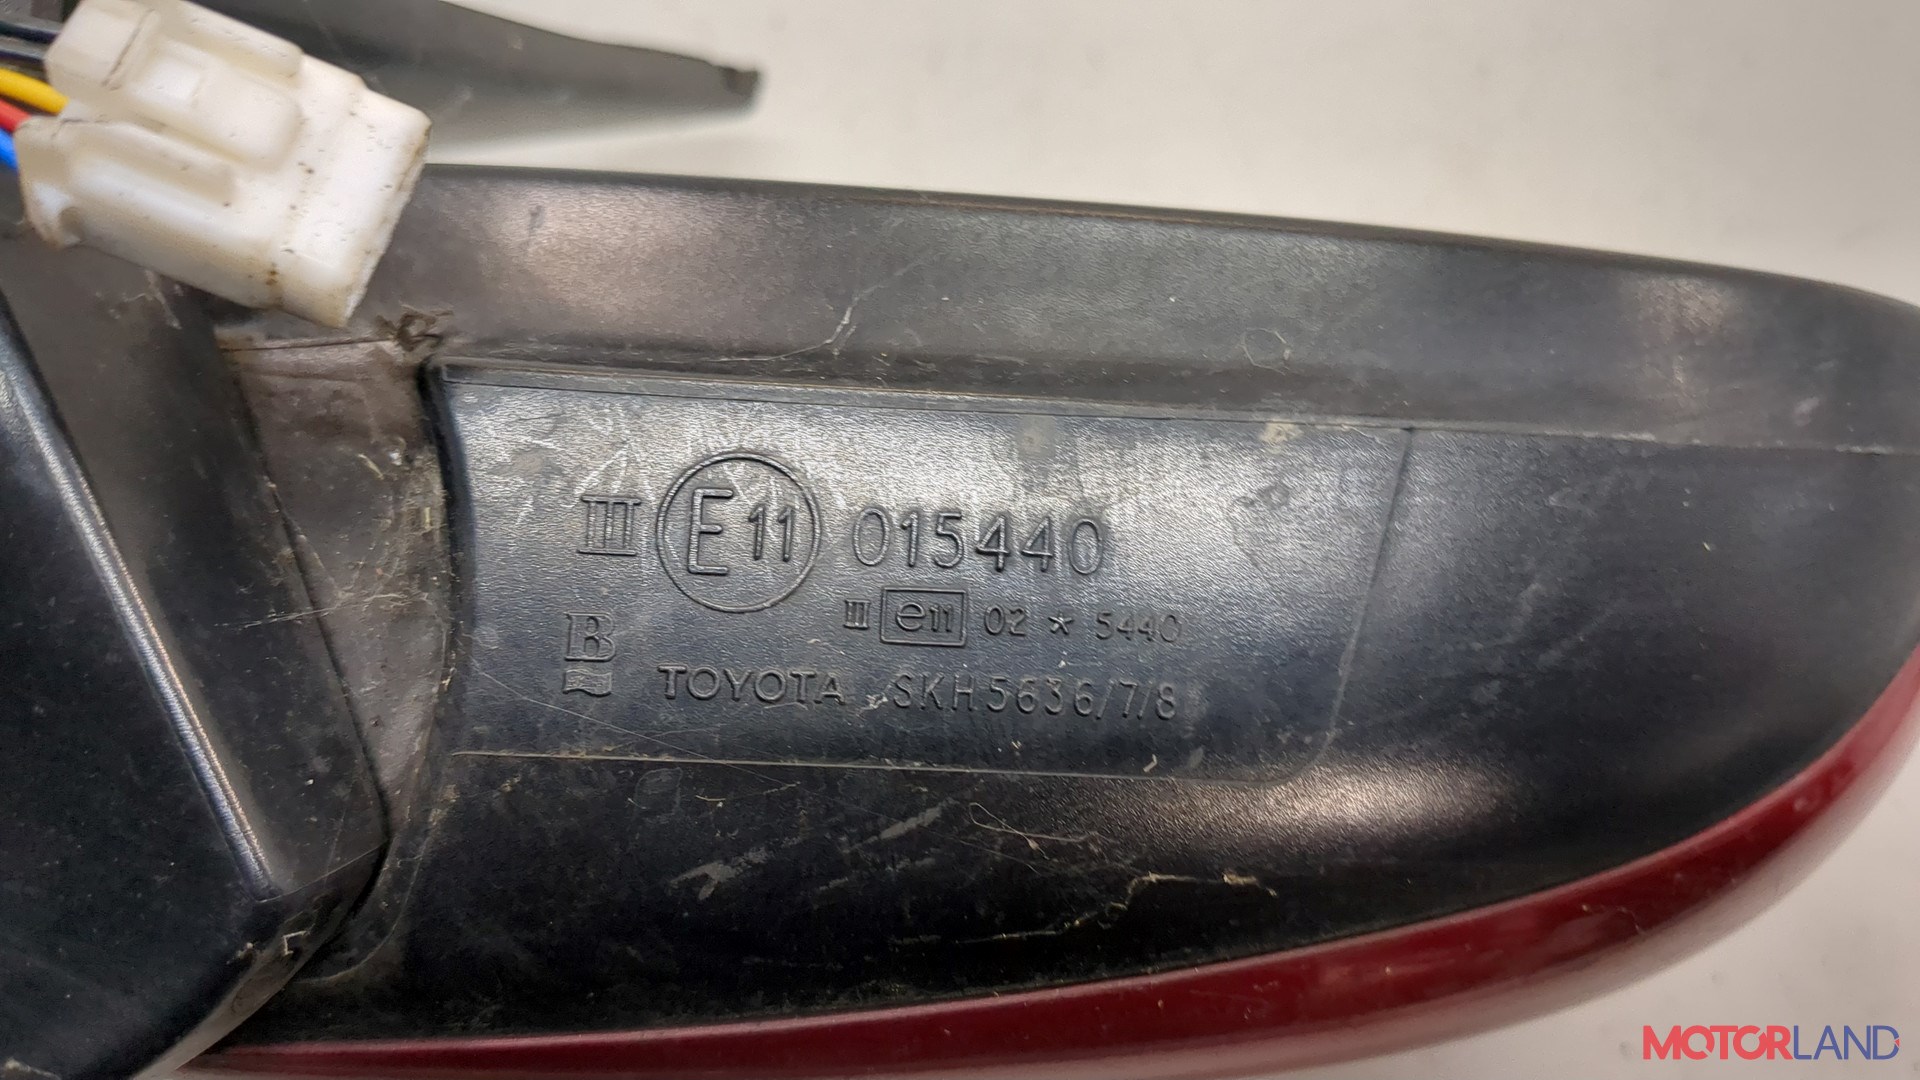 III E11 015440
III e11 02 * 5440
B
TOYOTA SKH5636/7/8
MOTORLAND